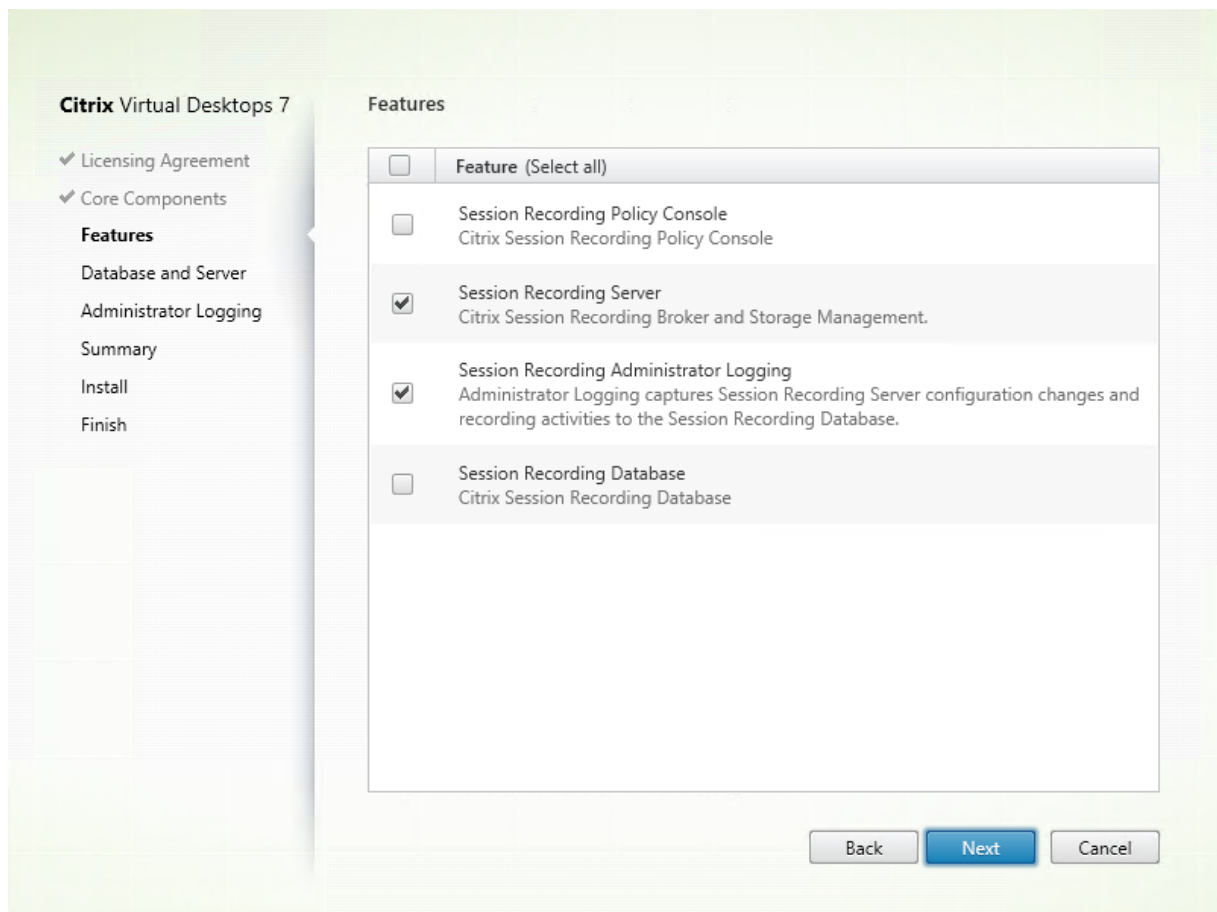 Citrix Virtual Desktops 7
Licensing Agreement
Core Components
Features
Database and Server
Administrator Logging
Summary
Install
Finish
Features
Feature (Select all)
Session Recording Policy Console
Citrix Session Recording Policy Console
Session Recording Server
Citrix Session Recording Broker and Storage Management.
Session Recording Administrator Logging
Administrator Logging captures Session Recording Server configuration changes and
recording activities to the Session Recording Database.
Session Recording Database
Citrix Session Recording Database
Back
Next
Cancel